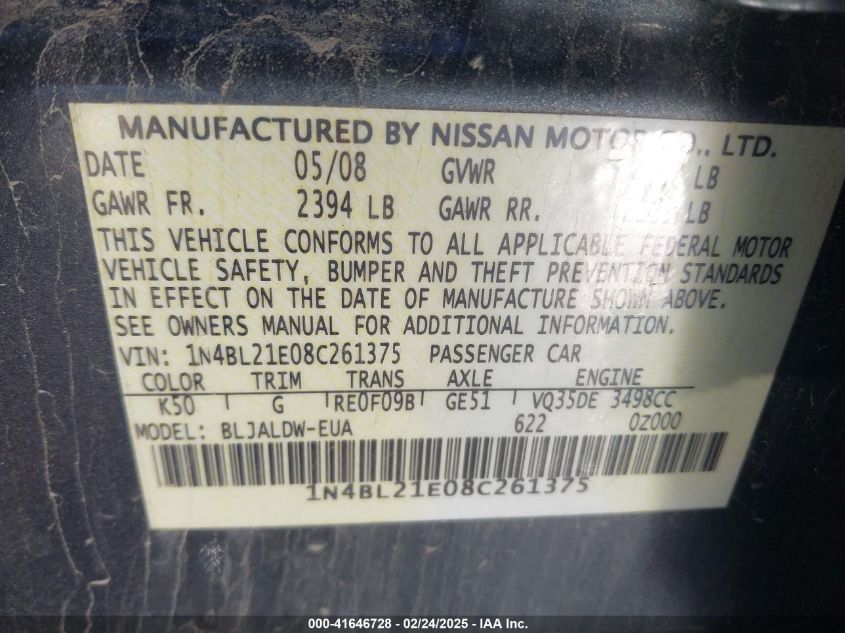 MANUFACTURED BY NISSAN MOTOR CO., LTD.
DATE 05/08 GVWR LB
GAWR FR. 2394 LB GAWR RR. LB
THIS VEHICLE CONFORMS TO ALL APPLICABLE FEDERAL MOTOR
VEHICLE SAFETY, BUMPER AND THEFT PREVENTION STANDARDS
IN EFFECT ON THE DATE OF MANUFACTURE SHOWN ABOVE.
SEE OWNERS MANUAL FOR ADDITIONAL INFORMATION.
VIN: 1N4BL21E08C261375 PASSENGER CAR
COLOR TRIM TRANS AXLE ENGINE
K50 G RE0F09B GE51 VQ35DE 3498CC
MODEL: BLJALDW-EUA 622 0Z000
1N4BL21E08C261375
000-41646728 - 02/24/2025 - IAA Inc.